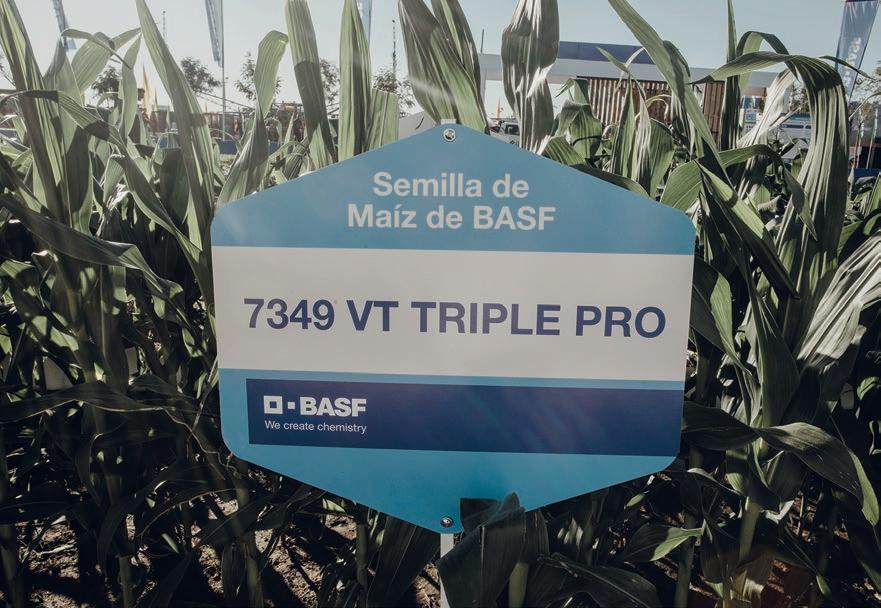 Semilla de
Maíz de BASF
7349 VT TRIPLE PRO
BASF
We create chemistry